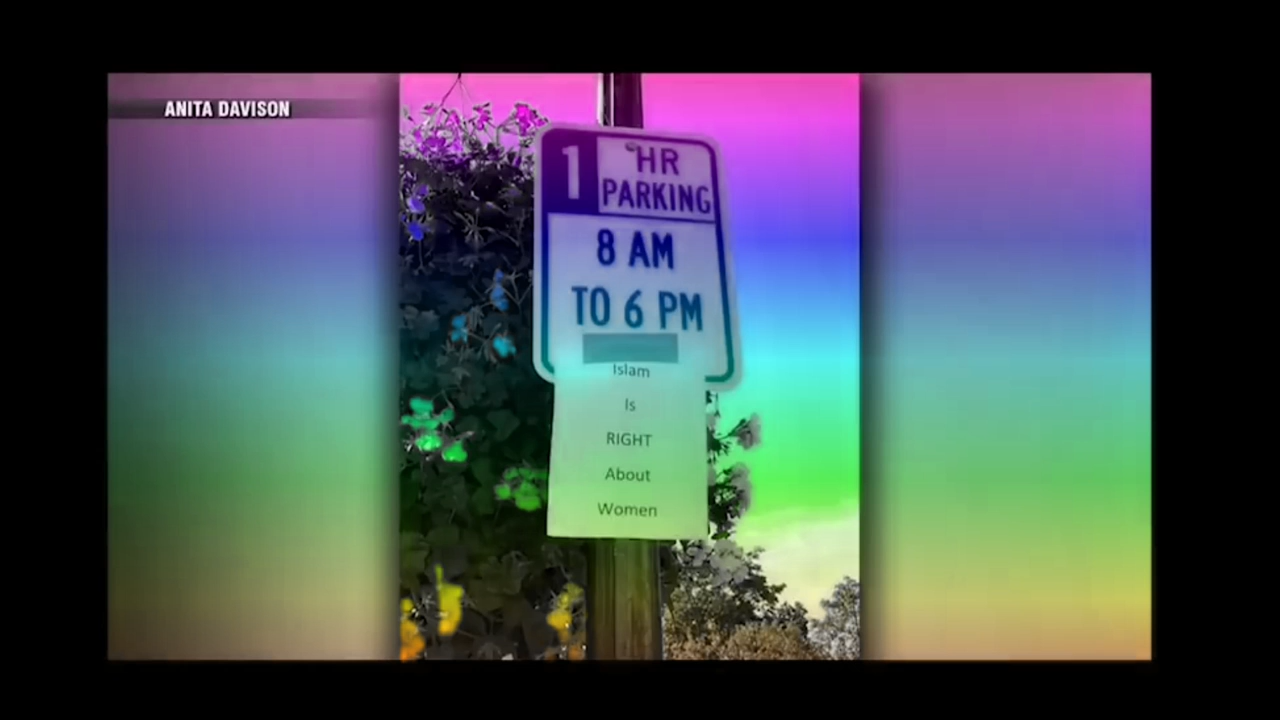 ANITA DAVISON
1 HR
PARKING
8 AM
TO 6 PM
Islam
Is
RIGHT
About
Women